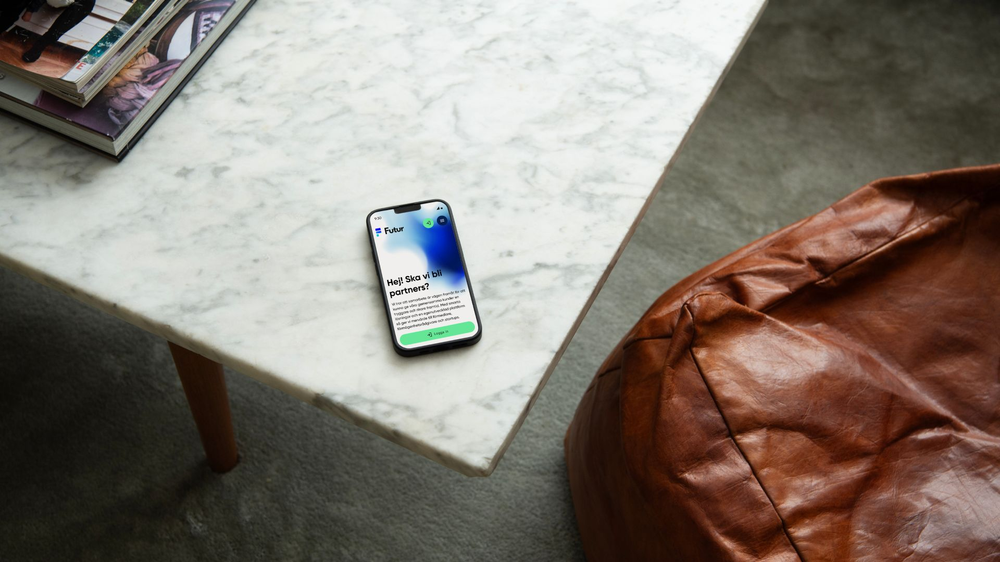 E
9:30
Futur
Hej! Ska vi bli
partners?
Vi tror att samarbete är vägen framåt för att
kunna ge våra gemensamma kunder en
tryggare och rikare framtid. Med smarta
lösningar och en egenutvecklad plattform
så ger vi mervärde till förmedlare,
förmögenhetsrådgivare och startups.
Logga in